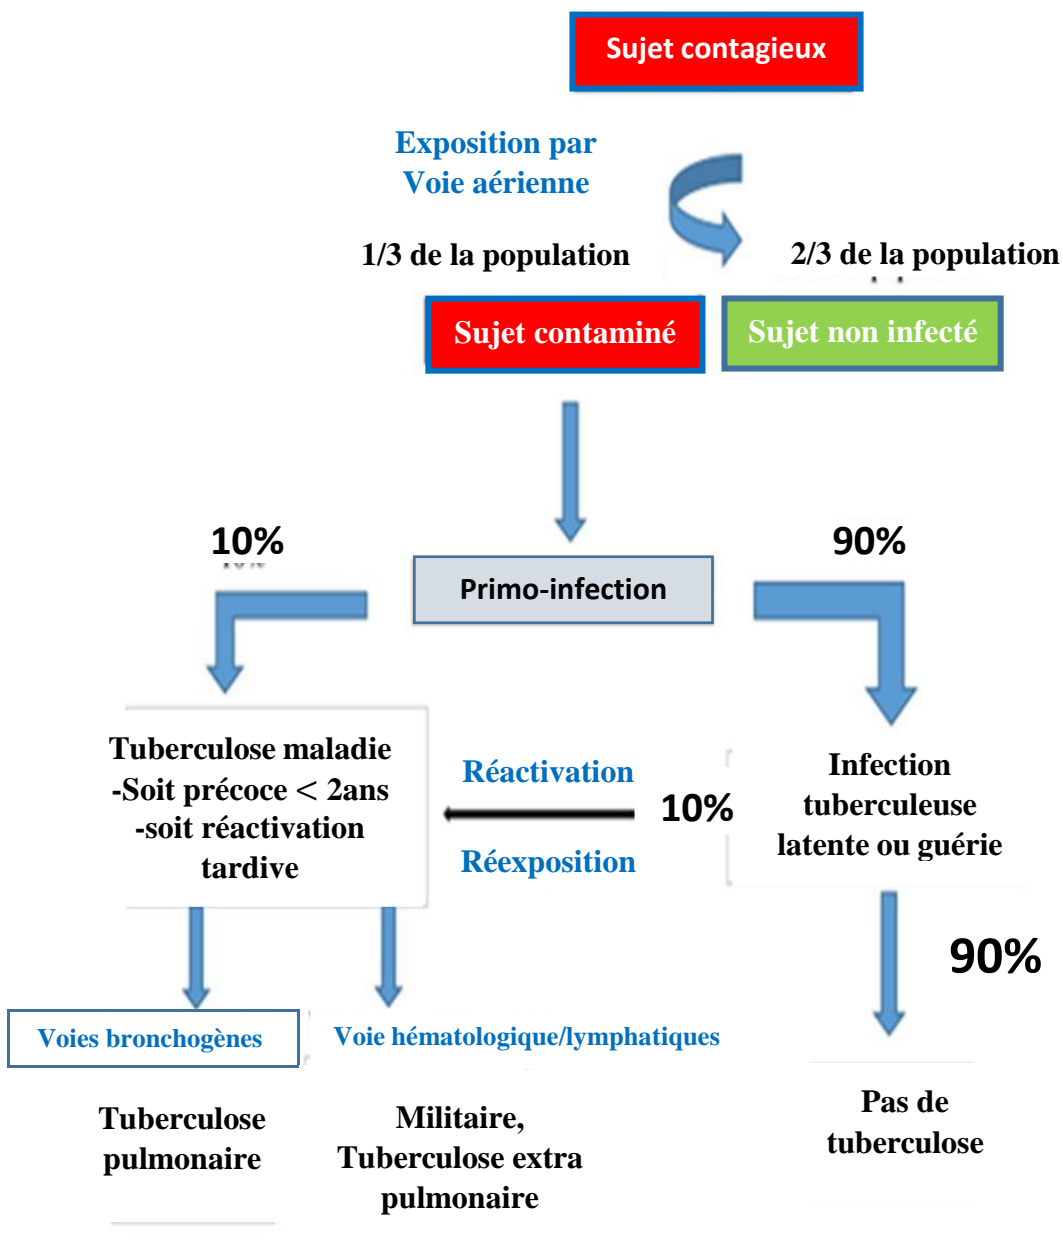 Sujet contagieux
Exposition par
Voie aérienne
1/3 de la population
2/3 de la population
Sujet contaminé
Sujet non infecté
10%
90%
Primo-infection
Tuberculose maladie
-Soit précoce < 2ans
-soit réactivation
tardive
Réactivation
10%
Réexposition
Infection
tuberculeuse
latente ou guérie
90%
Voies bronchogènes
Voie hématologique/lymphatiques
Tuberculose
pulmonaire
Militaire,
Tuberculose extra
pulmonaire
Pas de
tuberculose